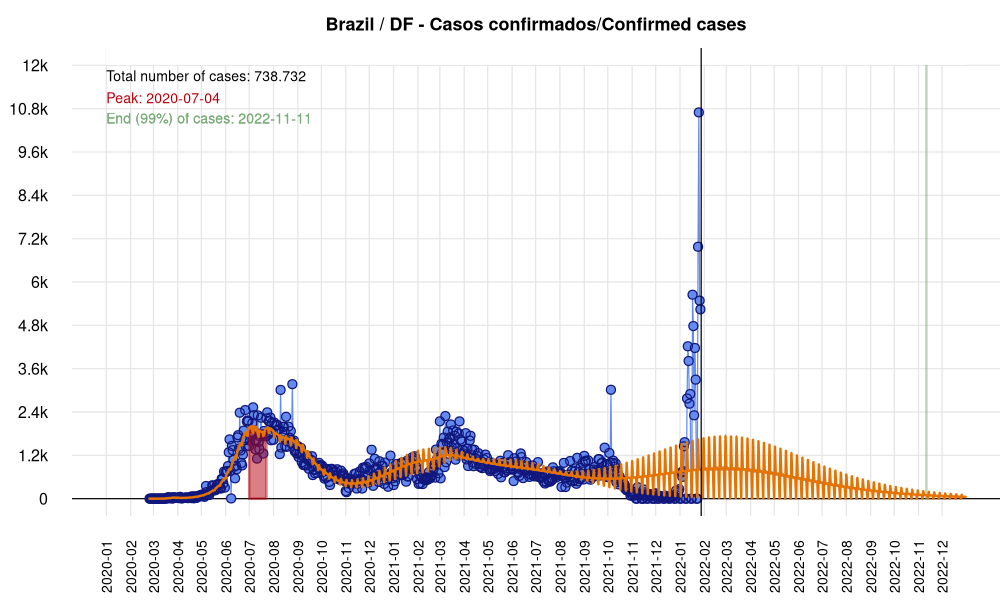 Brazil / DF - Casos confirmados/Confirmed cases
12k
Total number of cases: 738.732
Peak: 2020-07-04
End (99%) of cases: 2022-11-11
10.8k
9.6k
8.4k
7.2k
6k
4.8k
3.6k
2.4k
1.2k
0
2020-01
2020-02
2020-03
2020-04
2020-05
2020-06
2020-07
2020-08
2020-09
2020-10
2020-11
2020-12
2021-01
2021-02
2021-03
2021-04
2021-05
2021-06
2021-07
2021-08
2021-09
2021-10
2021-11
2021-12
2022-01
2022-02
2022-03
2022-04
2022-05
2022-06
2022-07
2022-08
2022-09
2022-10
2022-11
2022-12